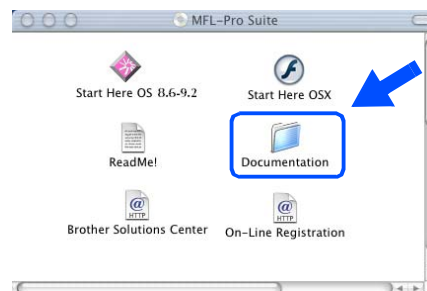 MFL-Pro Suite
Start Here OS 8.6-9.2
Start Here OSX
ReadMe!
Documentation
@
HTTP
@
HTTP
Brother Solutions Center
On-Line Registration